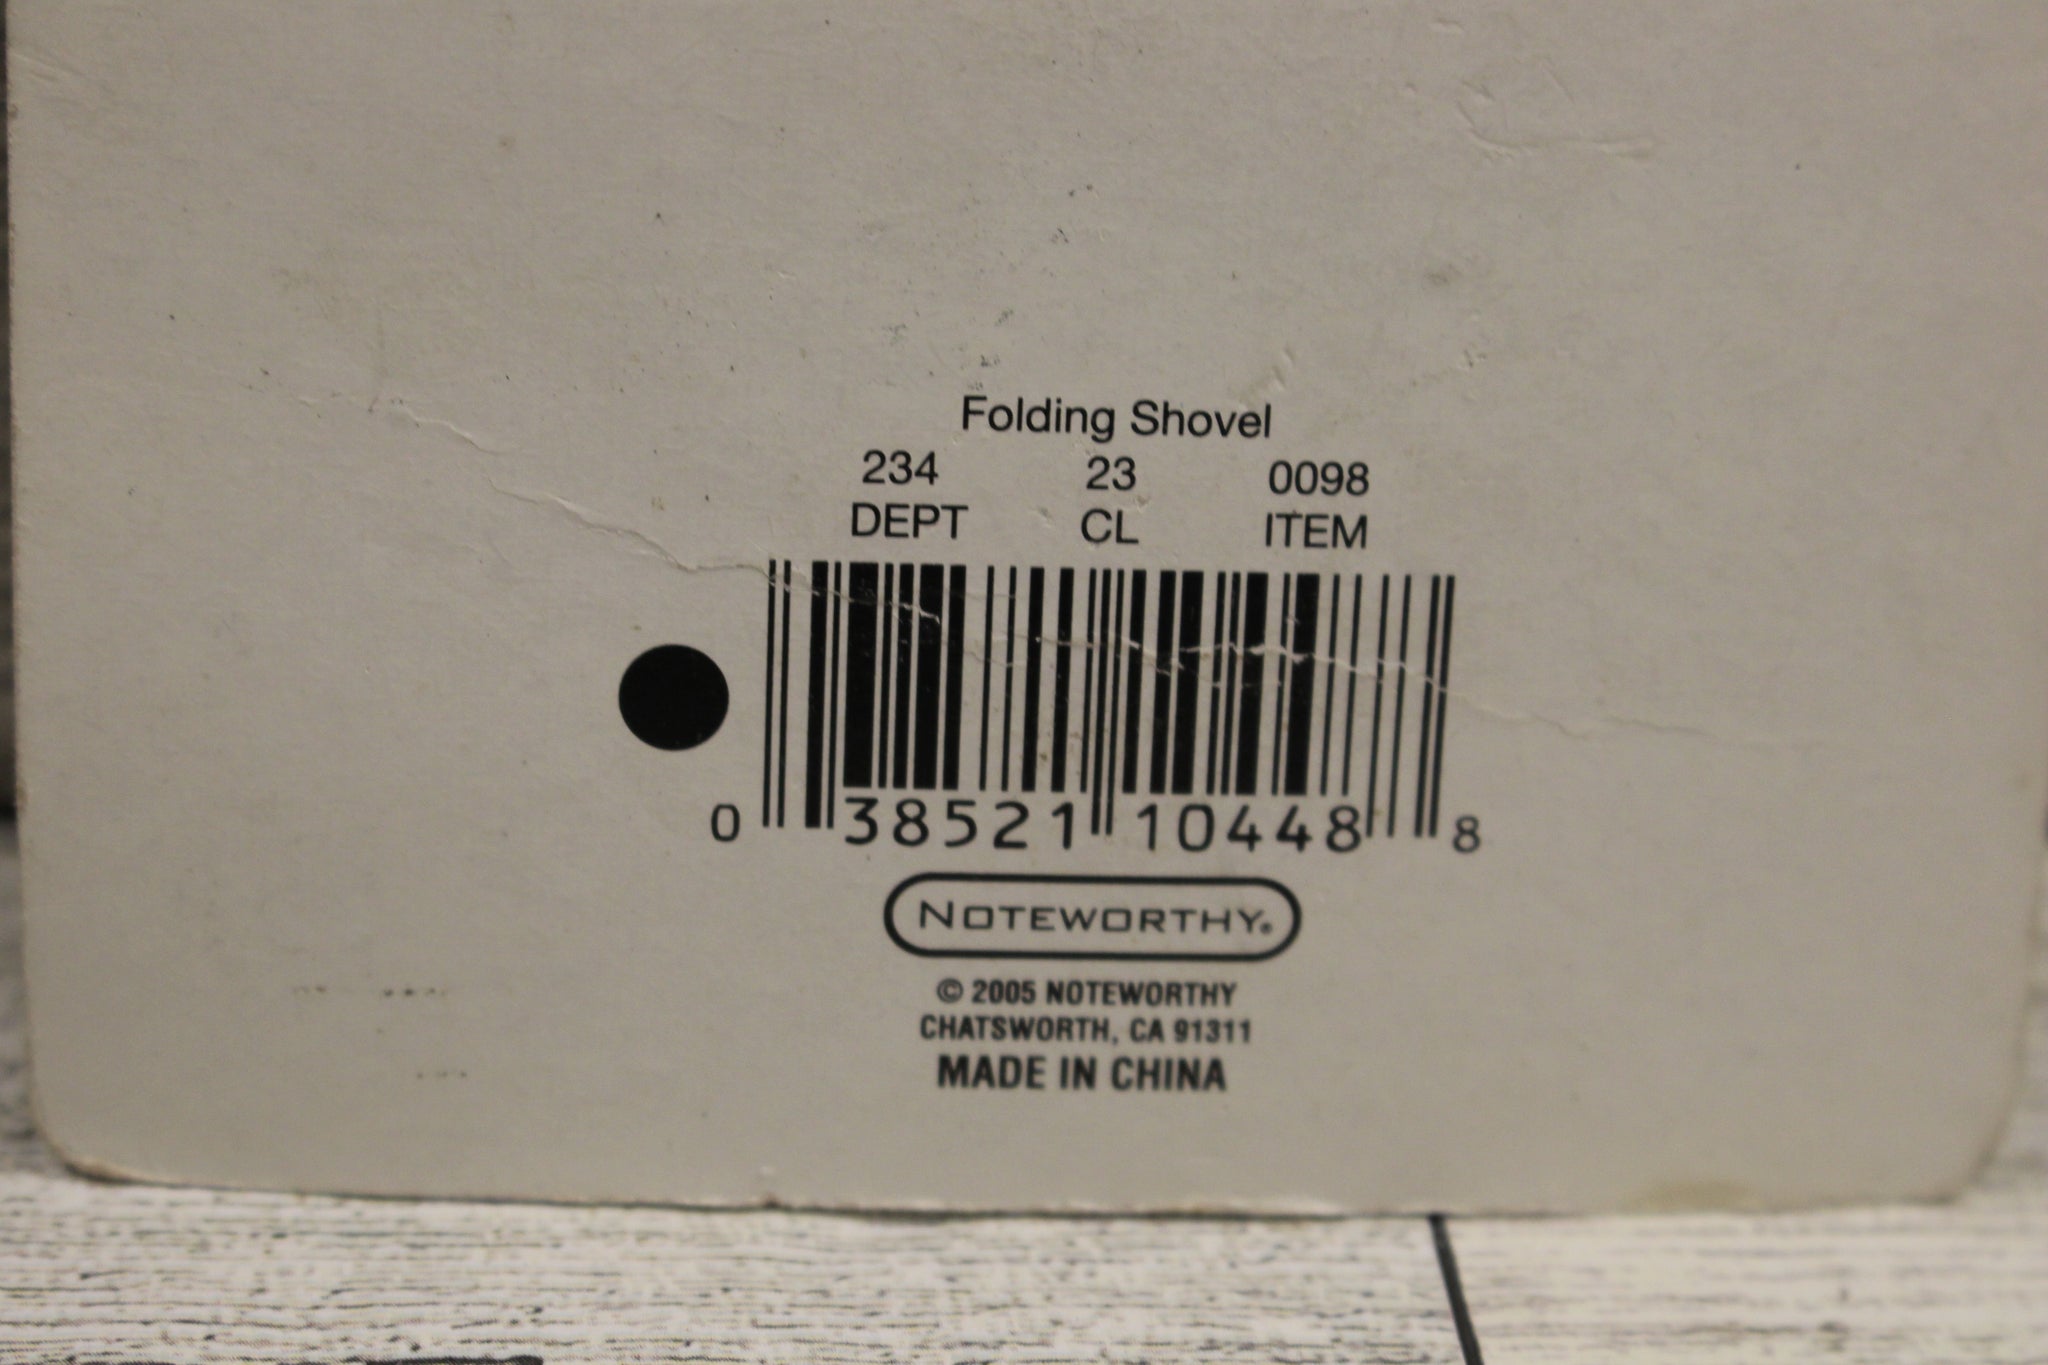 Folding Shovel
234 23 0098
DEPT CL ITEM
0 38521 10448 8
NOTEWORTHY®
© 2005 NOTEWORTHY
CHATSWORTH, CA 91311
MADE IN CHINA